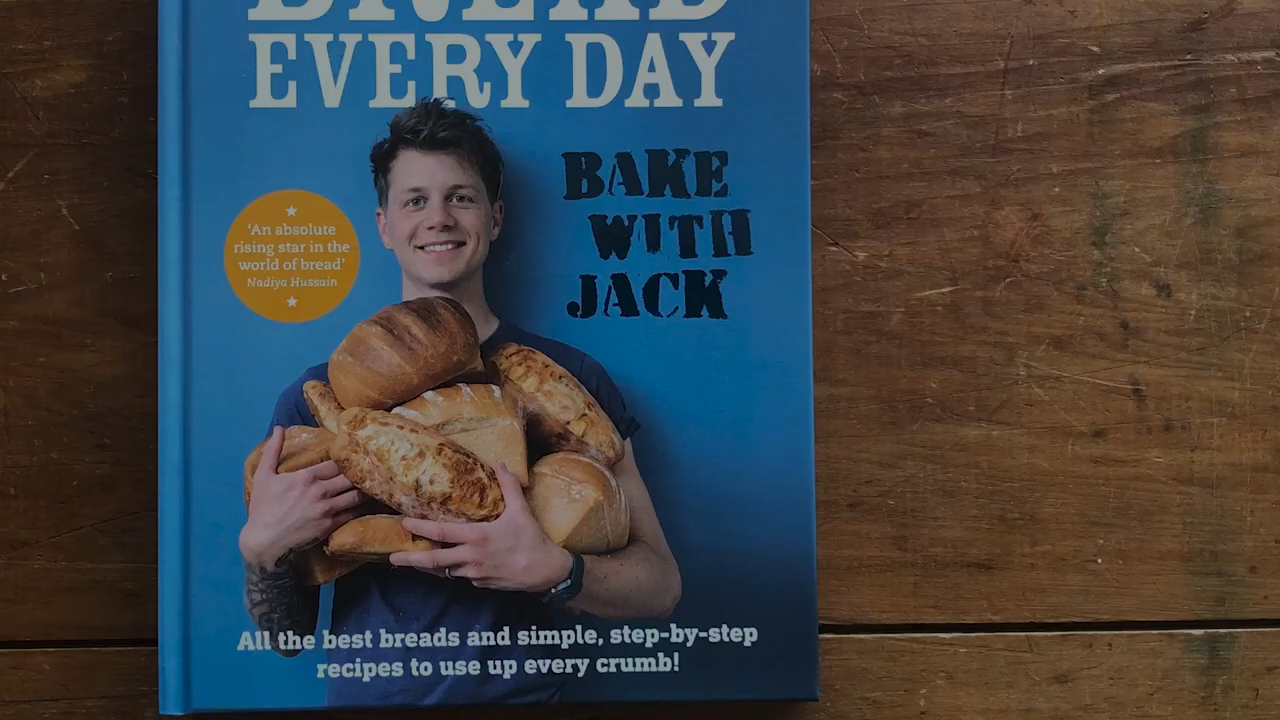 BREAD
EVERY DAY
BAKE
WITH
JACK
'An absolute
rising star in the
world of bread'
Nadiya Hussain
All the best breads and simple, step-by-step
recipes to use up every crumb!